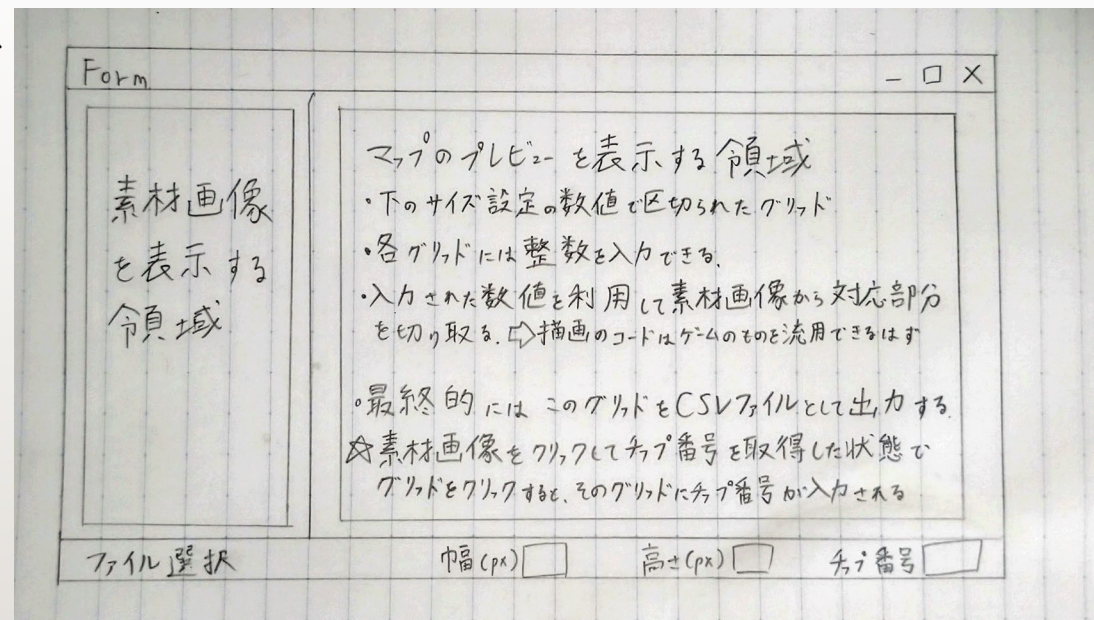 Form
− □ ×
素材画像
を表示する
領域
マップのプレビューを表示する領域
・下のサイズ設定の数値で区切られたグリッド
・各グリッドには整数を入力できる.
・入力された数値を利用して素材画像から対応部分
を切り取る. ⇨描画のコードはゲームのものを流用できるはず
・最終的にはこのグリッドをCSVファイルとして出力する.
☆素材画像をクリックしてチップ番号を取得した状態で
グリッドをクリックすると、そのグリッドにチップ番号が入力される
ファイル選択 幅(px) 高さ(px) チップ番号